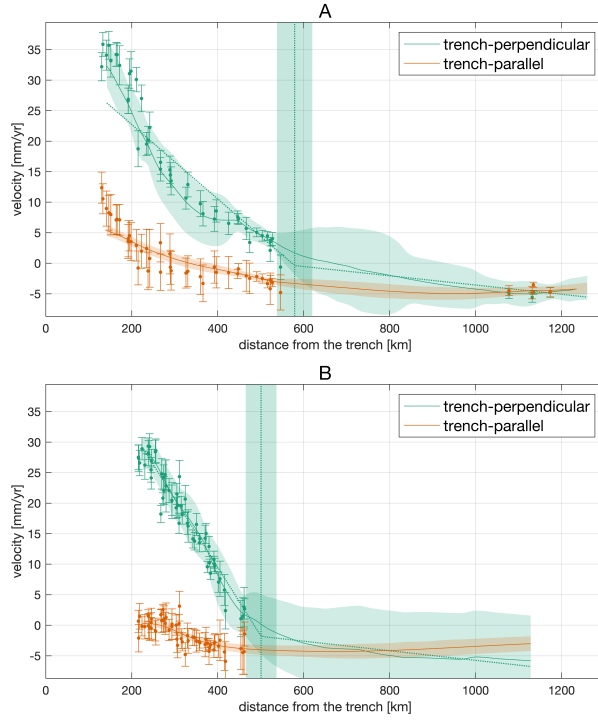 A
35
30
25
20
15
10
5
0
-5
velocity [mm/yr]
trench-perpendicular
trench-parallel
0 200 400 600 800 1000 1200
distance from the trench [km]
B
35
30
25
20
15
10
5
0
-5
velocity [mm/yr]
trench-perpendicular
trench-parallel
0 200 400 600 800 1000 1200
distance from the trench [km]